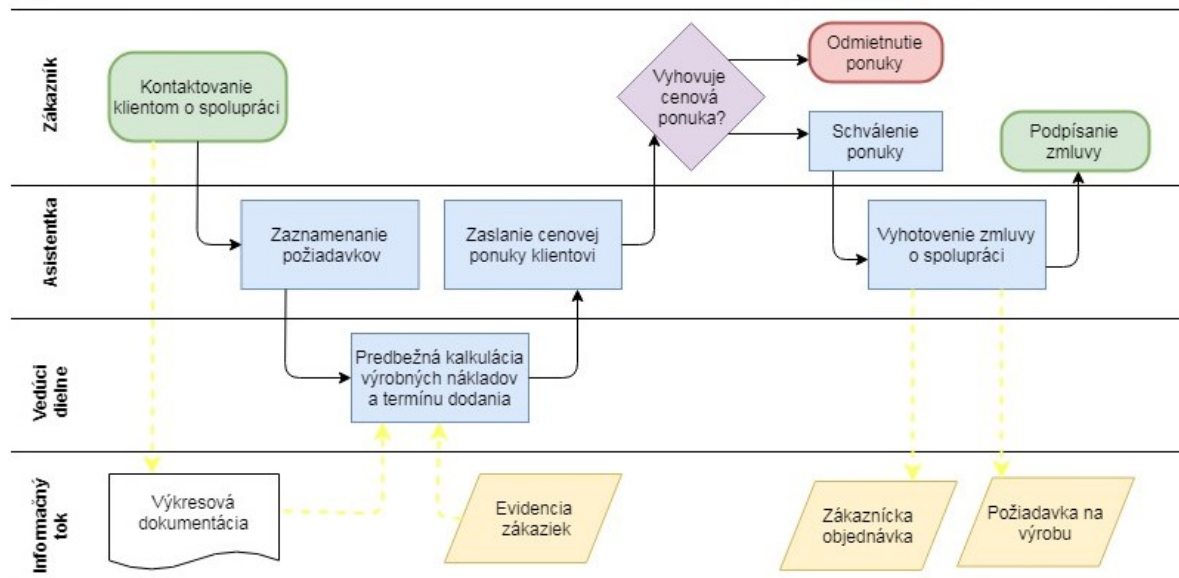 Zákazník
Kontaktovanie
klientom o spolupráci
Vyhovuje
cenová
ponuka?
Odmietnutie
ponuky
Schválenie
ponuky
Podpísanie
zmluvy
Asistentka
Zaznamenanie
požiadavkov
Zaslanie cenovej
ponuky klientovi
Vyhotovenie zmluvy
o spolupráci
Vedúci
dielne
Predbežná kalkulácia
výrobných nákladov
a termínu dodania
Informačný
tok
Výkresová
dokumentácia
Evidencia
zákaziek
Zákaznícka
objednávka
Požiadavka na
výrobu